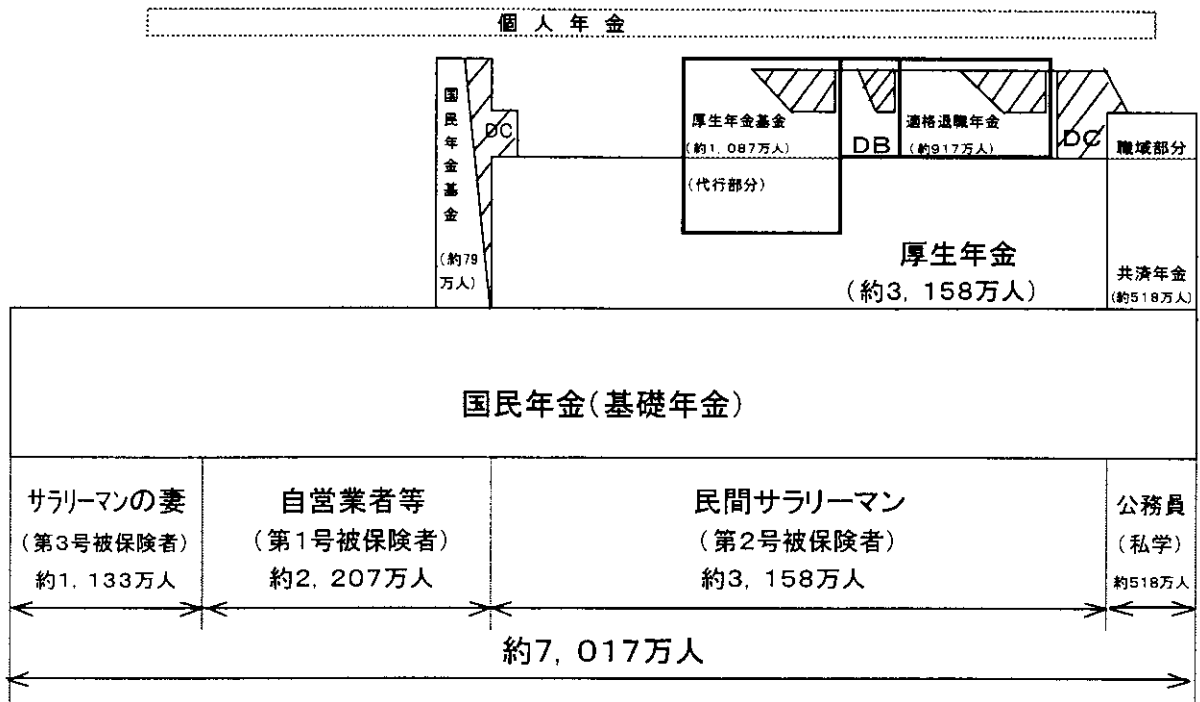 個人年金
国民年金基金
(約79
万人)
DC
厚生年金基金
(約1,087万人)
(代行部分)
DB
適格退職年金
(約917万人)
DC
職域部分
厚生年金
(約3,158万人)
共済年金
(約518万人)
国民年金(基礎年金)
サラリーマンの妻
(第3号被保険者)
約1,133万人
自営業者等
(第1号被保険者)
約2,207万人
民間サラリーマン
(第2号被保険者)
約3,158万人
公務員
(私学)
約518万人
約7,017万人